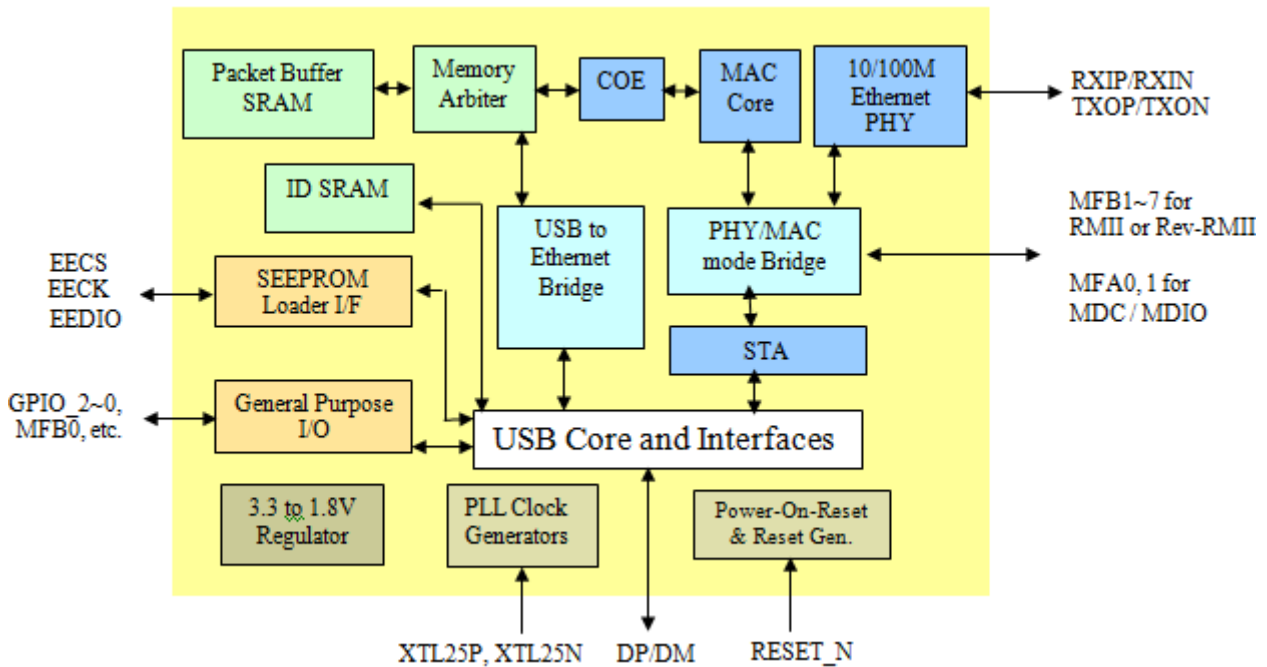 Packet Buffer
SRAM
Memory
Arbiter
COE
MAC
Core
10/100M
Ethernet
PHY
RXIP/RXIN
TXOP/TXON
ID SRAM
USB to
Ethernet
Bridge
PHY/MAC
mode Bridge
MFB1~7 for
RMII or Rev-RMII
MFA0, 1 for
MDC / MDIO
EECS
EECK
EEDIO
SEEPROM
Loader I/F
STA
GPIO_2~0,
MFB0, etc.
General Purpose
I/O
USB Core and Interfaces
3.3 to 1.8V
Regulator
PLL Clock
Generators
Power-On-Reset
& Reset Gen.
XTL25P, XTL25N
DP/DM
RESET_N